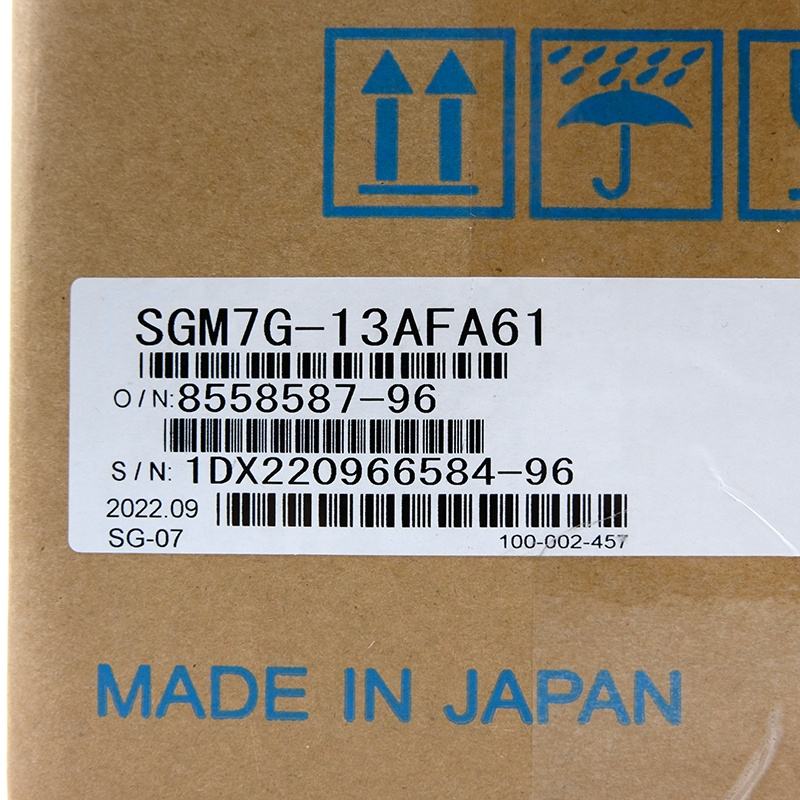 SGM7G-13AFA61
O/N:8558587-96
S/N: 1DX220966584-96
2022.09
SG-07 100-002-457
MADE IN JAPAN